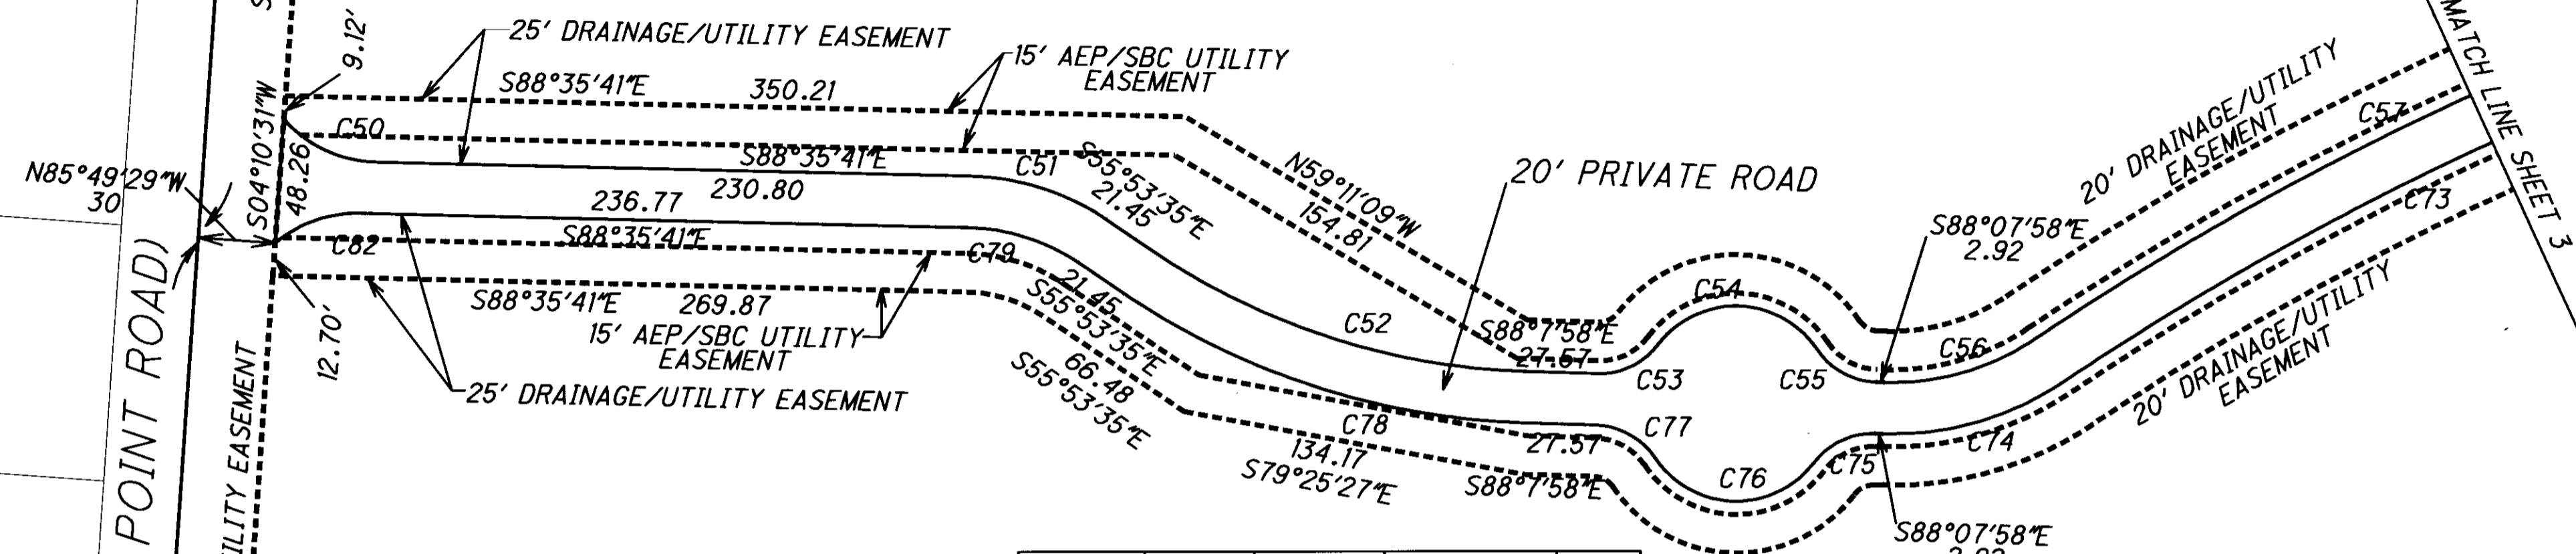 25' DRAINAGE/UTILITY EASEMENT
9.12'
15' AEP/SBC UTILITY
EASEMENT
S88°35'41"E
350.21
MATCH LINE SHEET 3
20' DRAINAGE/UTILITY
EASEMENT
C57
C50
S88°35'41"E
C51
S55°53'35"E
21.45
N59°11'09"W
154.81
20' PRIVATE ROAD
N85°49'29"W
30
S04°10'31"W
48.26
236.77
230.80
S88°35'41"E
C82
C79
S88°07'58"E
2.92
C73
C54
21.45
S55°53'35"E
S88°35'41"E
269.87
15' AEP/SBC UTILITY
EASEMENT
C52
S88°7'58"E
27.57
C53
C55
C56
12.70'
25' DRAINAGE/UTILITY EASEMENT
66.48
S55°53'35"E
20' DRAINAGE/UTILITY
EASEMENT
C78
C77
27.57
134.17
S79°25'27"E
S88°7'58"E
C76
C75
C74
S88°07'58"E
POINT ROAD)
ILITY EASEMENT